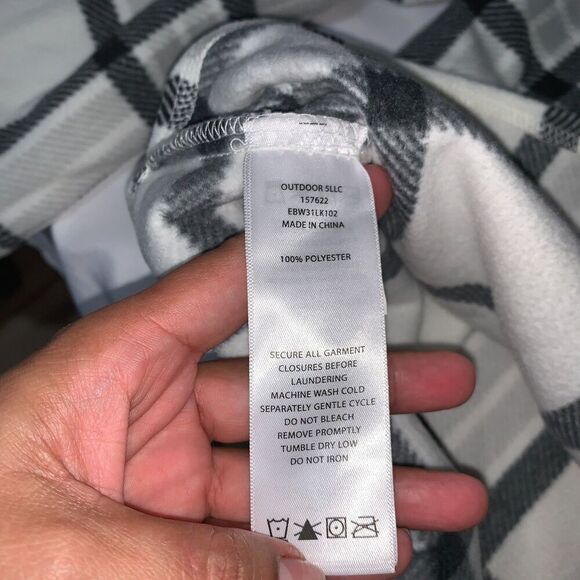 OUTDOOR 5LLC
157622
EBW31LK102
MADE IN CHINA
100% POLYESTER
SECURE ALL GARMENT
CLOSURES BEFORE
LAUNDERING
MACHINE WASH COLD
SEPARATELY GENTLE CYCLE
DO NOT BLEACH
REMOVE PROMPTLY
TUMBLE DRY LOW
DO NOT IRON